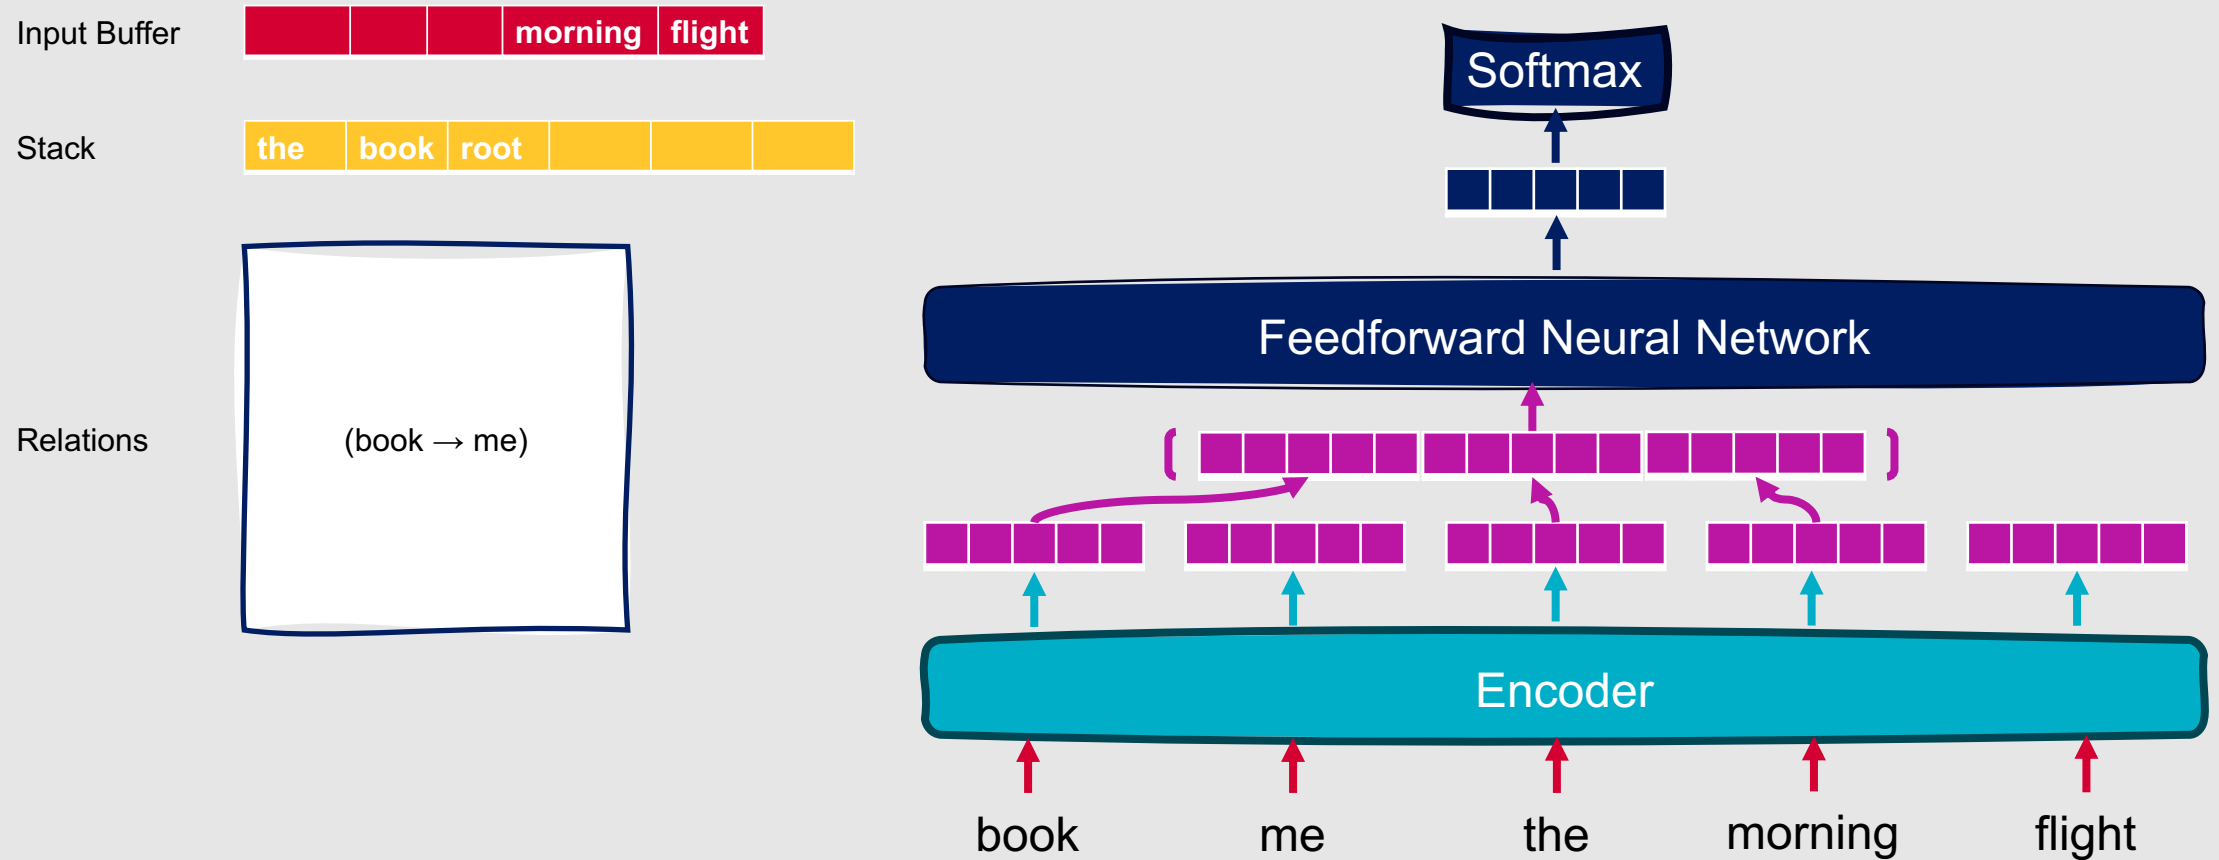 Input Buffer morning flight
Stack the book root
Relations (book → me)
Softmax
Feedforward Neural Network
Encoder
book me the morning flight